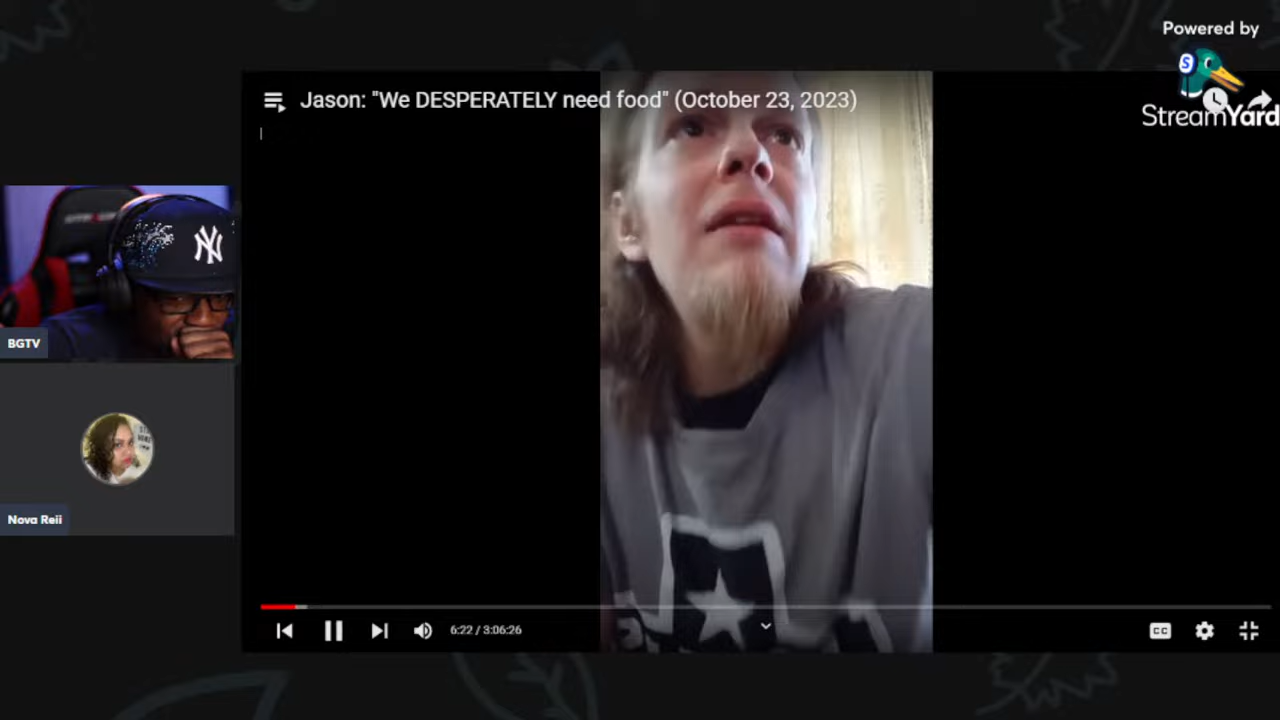 Powered by
StreamYard
Jason: "We DESPERATELY need food" (October 23, 2023)
NY
BGTV
Nova Reii
6:22 / 3:06:26
CC